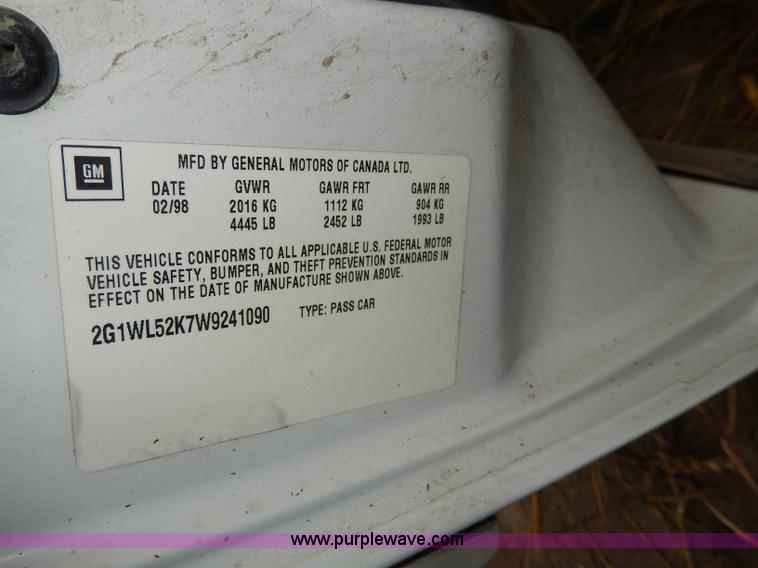 GM
MFD BY GENERAL MOTORS OF CANADA LTD.
DATE GVWR GAWR FRT GAWR RR
02/98 2016 KG 1112 KG 904 KG
4445 LB 2452 LB 1993 LB
THIS VEHICLE CONFORMS TO ALL APPLICABLE U.S. FEDERAL MOTOR
VEHICLE SAFETY, BUMPER, AND THEFT PREVENTION STANDARDS IN
EFFECT ON THE DATE OF MANUFACTURE SHOWN ABOVE.
2G1WL52K7W9241090 TYPE: PASS CAR
www.purplewave.com